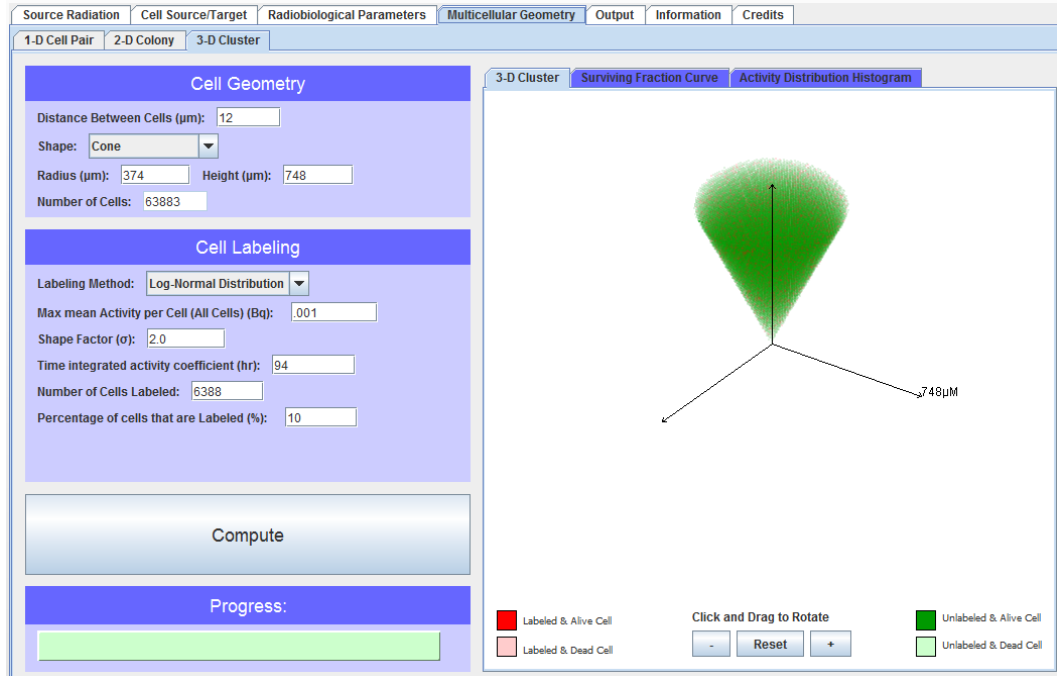 Source Radiation Cell Source/Target Radiobiological Parameters Multicellular Geometry Output Information Credits
1-D Cell Pair 2-D Colony 3-D Cluster
Cell Geometry
Distance Between Cells (µm): 12
Shape: Cone
Radius (µm): 374 Height (µm): 748
Number of Cells: 63883
Cell Labeling
Labeling Method: Log-Normal Distribution
Max mean Activity per Cell (All Cells) (Bq): .001
Shape Factor (σ): 2.0
Time integrated activity coefficient (hr): 94
Number of Cells Labeled: 6388
Percentage of cells that are Labeled (%): 10
Compute
Progress:
3-D Cluster Surviving Fraction Curve Activity Distribution Histogram
748µM
Labeled & Alive Cell
Labeled & Dead Cell
Click and Drag to Rotate
- Reset +
Unlabeled & Alive Cell
Unlabeled & Dead Cell